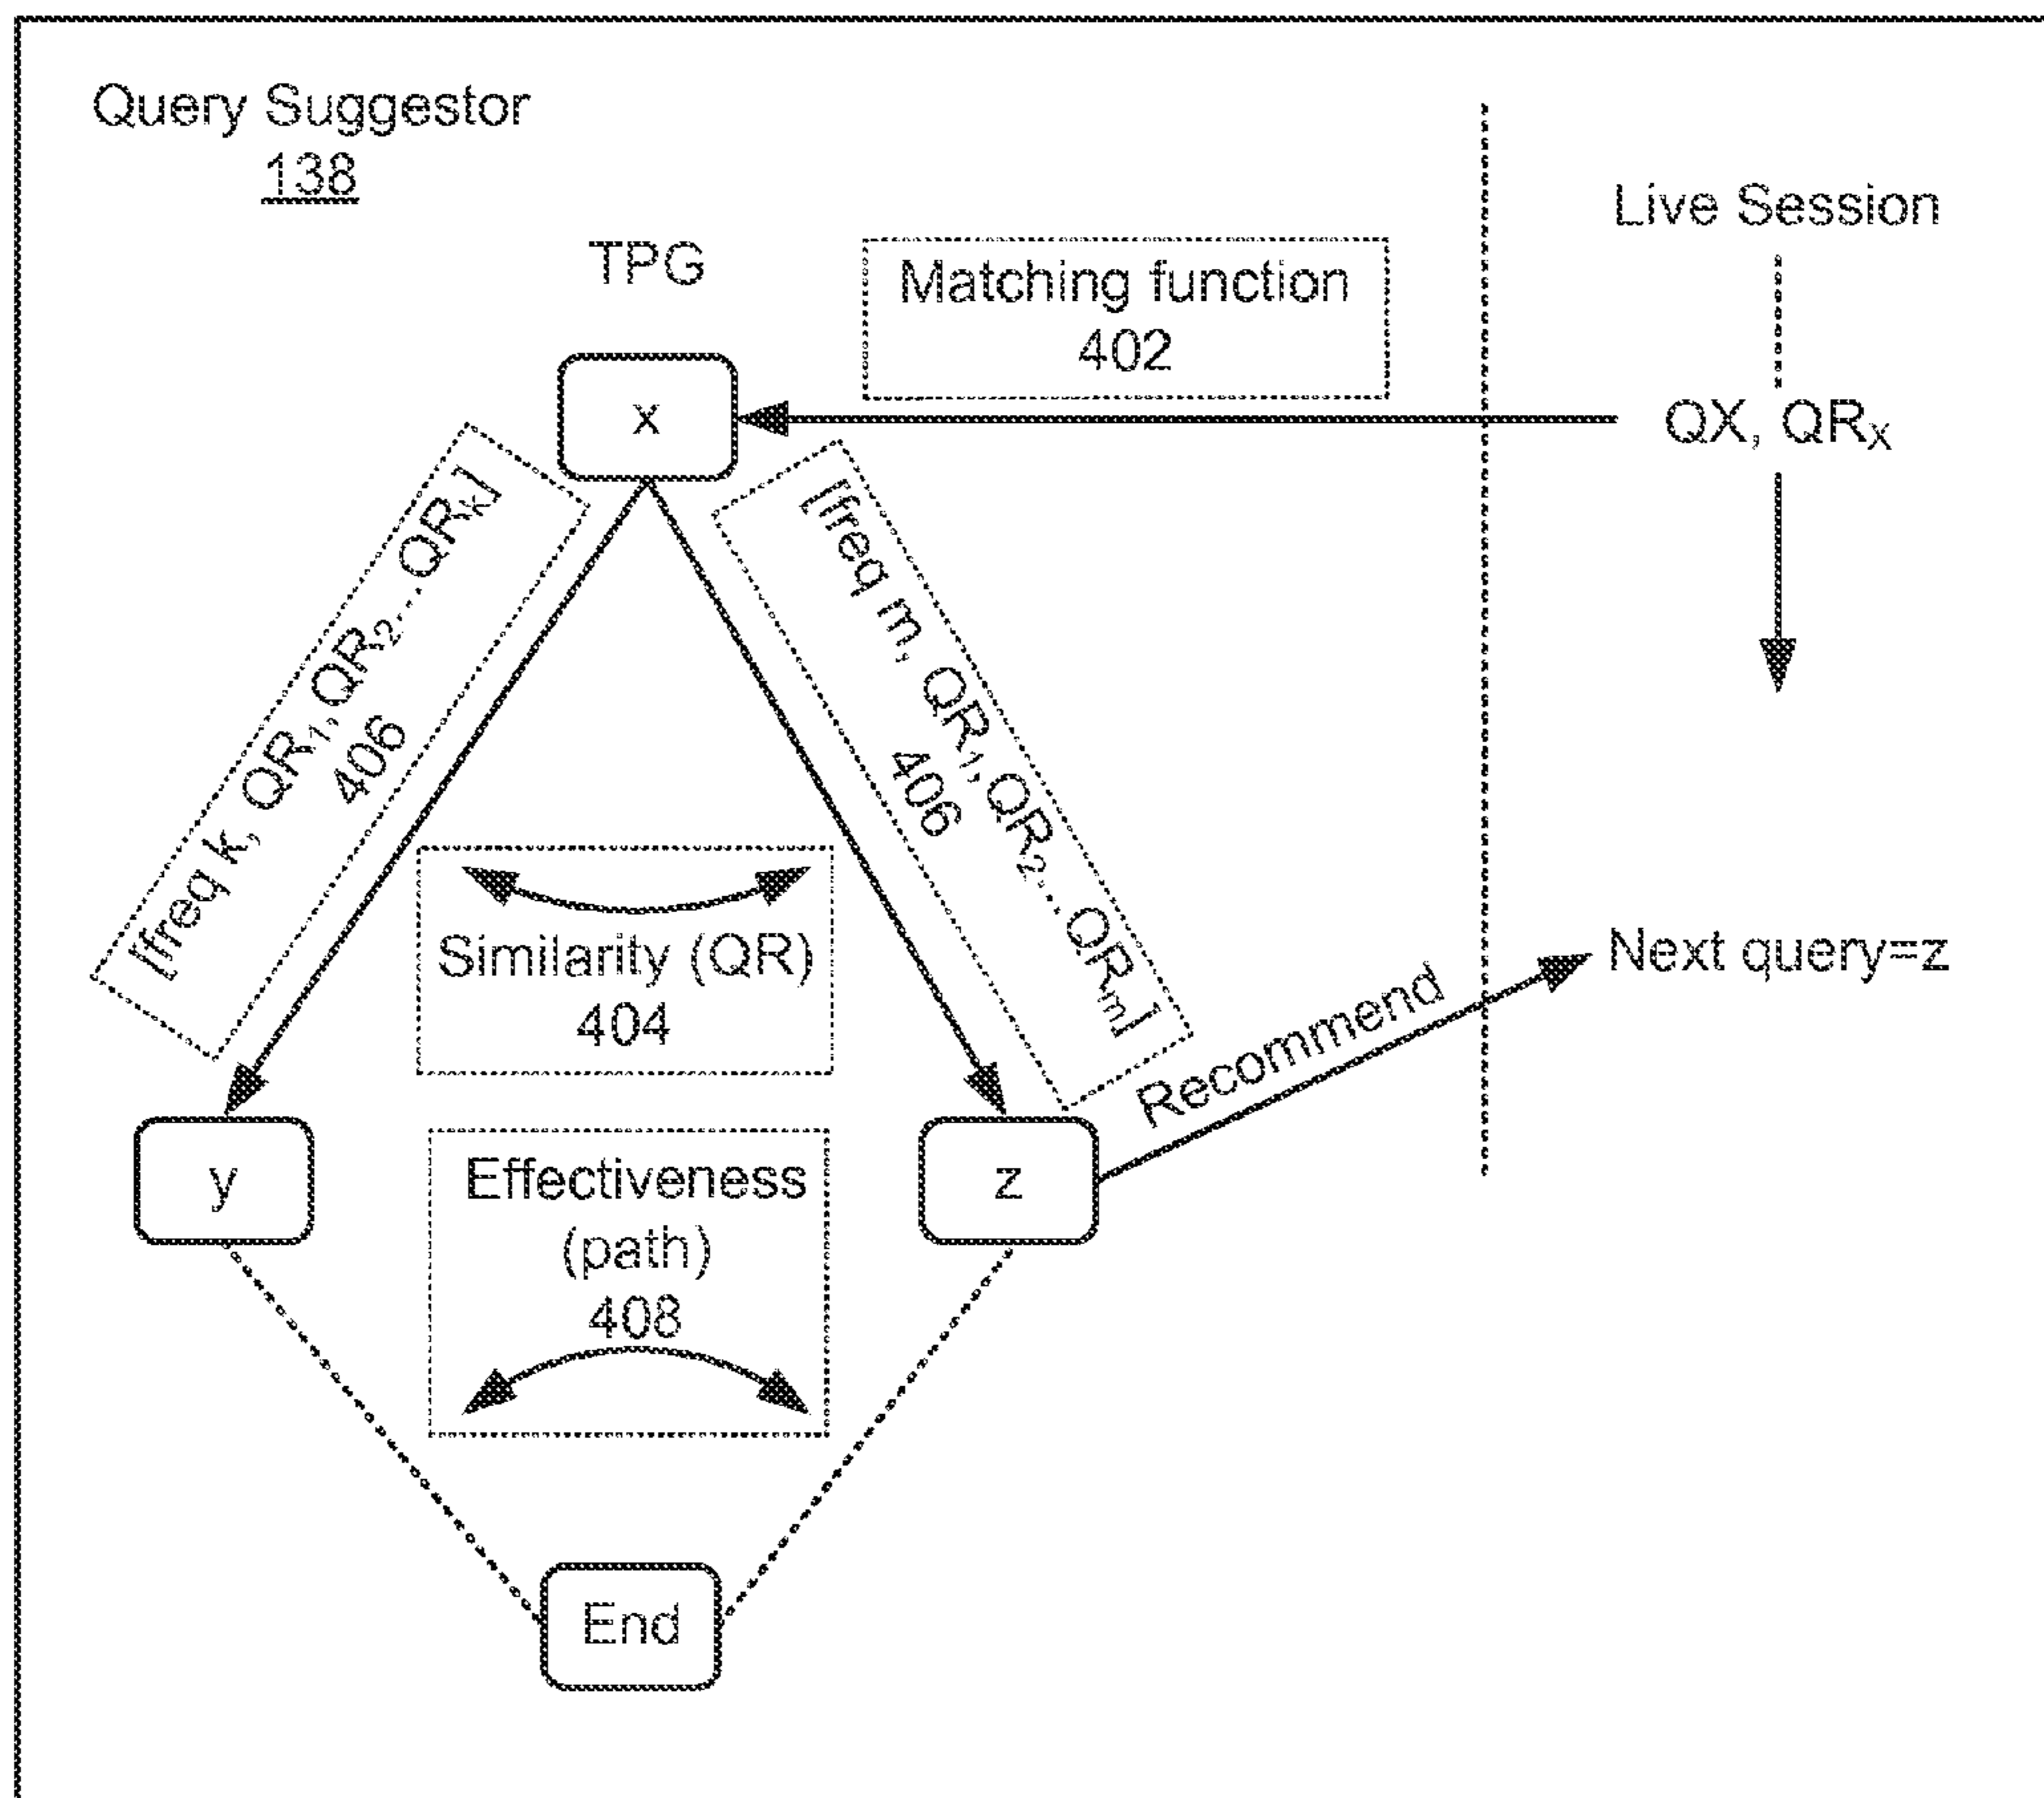 Query Suggestor
138
Live Session
TPG
Matching function
402
x
QX, QRX
[freq k, QR1, QR2... QRk]
406
[freq m, QR1, QR2... QRm]
406
Similarity (QR)
404
Next query=z
Recommend
y
Effectiveness
(path)
408
z
End